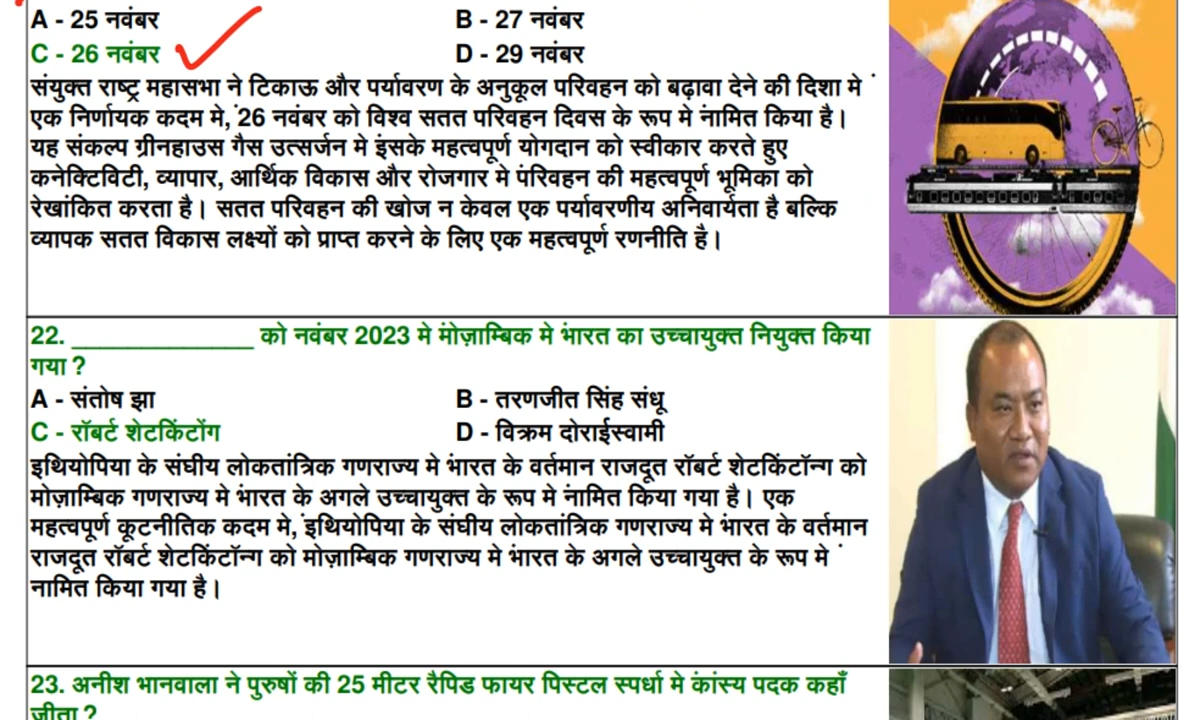 A - 25 नवंबर
B - 27 नवंबर
C - 26 नवंबर
D - 29 नवंबर
संयुक्त राष्ट्र महासभा ने टिकाऊ और पर्यावरण के अनुकूल परिवहन को बढ़ावा देने की दिशा में
एक निर्णायक कदम में, 26 नवंबर को विश्व सतत परिवहन दिवस के रूप में नामित किया है।
यह संकल्प ग्रीनहाउस गैस उत्सर्जन में इसके महत्वपूर्ण योगदान को स्वीकार करते हुए
कनेक्टिविटी, व्यापार, आर्थिक विकास और रोजगार में परिवहन की महत्वपूर्ण भूमिका को
रेखांकित करता है। सतत परिवहन की खोज न केवल एक पर्यावरणीय अनिवार्यता है बल्कि
व्यापक सतत विकास लक्ष्यों को प्राप्त करने के लिए एक महत्वपूर्ण रणनीति है।
22. ______________ को नवंबर 2023 में मोज़ाम्बिक में भारत का उच्चायुक्त नियुक्त किया
गया ?
A - संतोष झा
B - तरणजीत सिंह संधू
C - रॉबर्ट शेटकिंटोंग
D - विक्रम दोराईस्वामी
इथियोपिया के संघीय लोकतांत्रिक गणराज्य में भारत के वर्तमान राजदूत रॉबर्ट शेटकिंटॉन्ग को
मोज़ाम्बिक गणराज्य में भारत के अगले उच्चायुक्त के रूप में नामित किया गया है। एक
महत्वपूर्ण कूटनीतिक कदम में, इथियोपिया के संघीय लोकतांत्रिक गणराज्य में भारत के वर्तमान
राजदूत रॉबर्ट शेटकिंटॉन्ग को मोज़ाम्बिक गणराज्य में भारत के अगले उच्चायुक्त के रूप में
नामित किया गया है।
23. अनीश भानवाला ने पुरुषों की 25 मीटर रैपिड फायर पिस्टल स्पर्धा में कांस्य पदक कहाँ
जीता ?